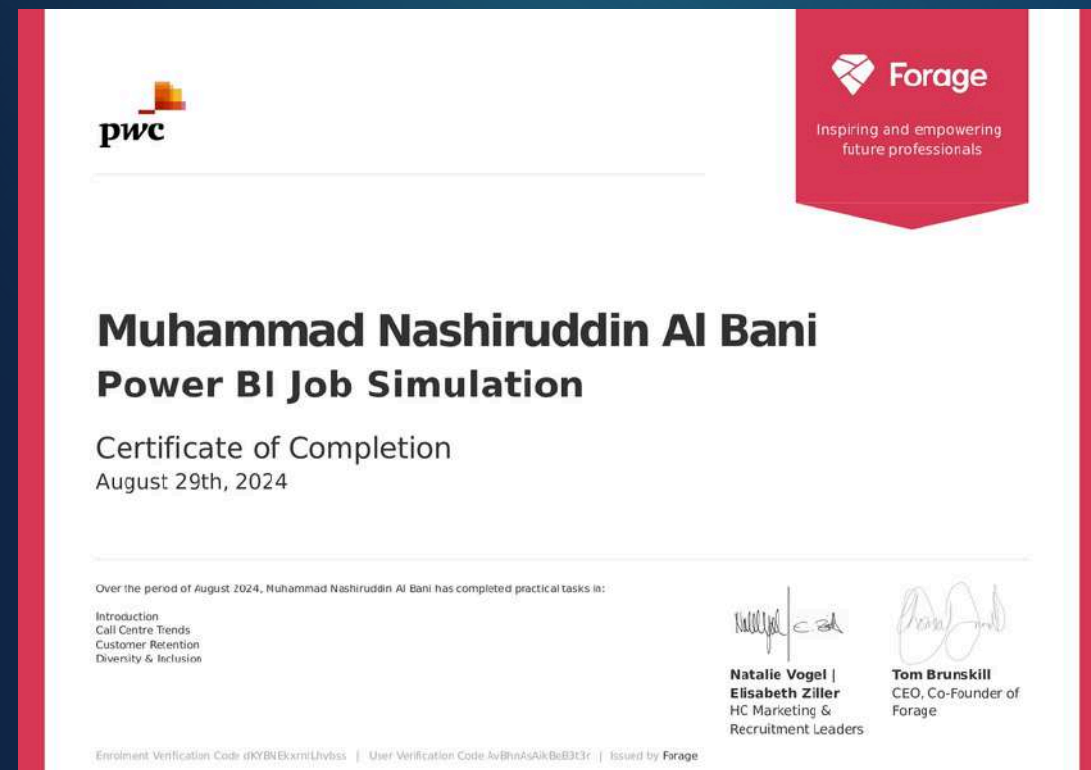 pwc
Forage
Inspiring and empowering
future professionals
Muhammad Nashiruddin Al Bani
Power BI Job Simulation
Certificate of Completion
August 29th, 2024
Over the period of August 2024, Muhammad Nashiruddin Al Bani has completed practical tasks in:
Introduction
Call Centre Trends
Customer Retention
Diversity & Inclusion
Natalie Vogel |
Elisabeth Ziller
HC Marketing &
Recruitment Leaders
Tom Brunskill
CEO, Co-Founder of
Forage
Enrolment Verification Code | User Verification Code | Issued by Forage